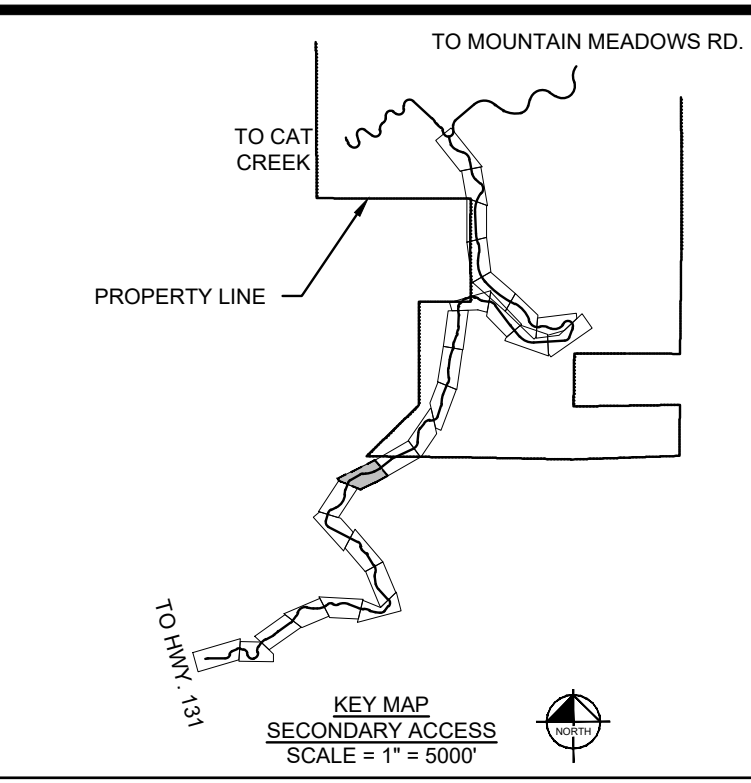 TO MOUNTAIN MEADOWS RD.
TO CAT
CREEK
PROPERTY LINE
TO HWY. 131
KEY MAP
SECONDARY ACCESS
SCALE = 1" = 5000'
NORTH